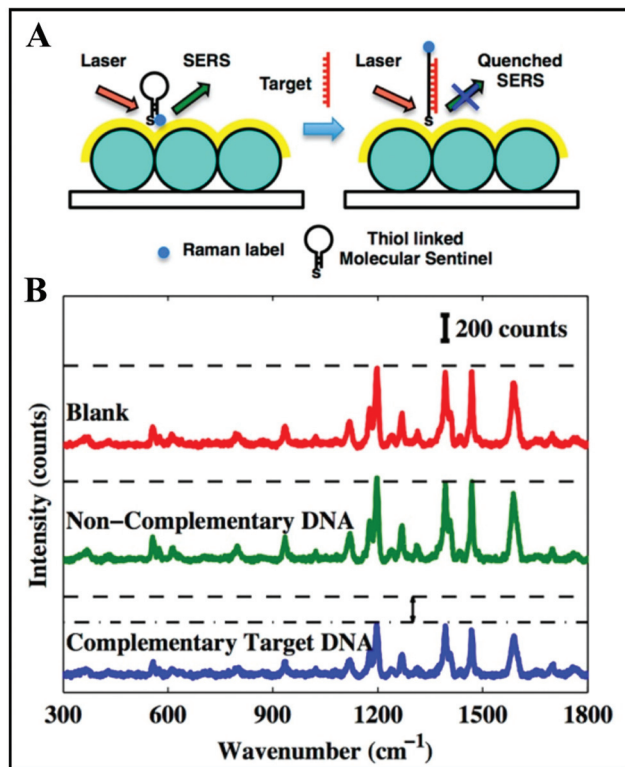 A
Laser
SERS
Target
Laser
Quenched
SERS
S
S
Raman label
S
Thiol linked
Molecular Sentinel
B
200 counts
Blank
Non-Complementary DNA
Complementary Target DNA
Intensity (counts)
300 600 900 1200 1500 1800
Wavenumber (cm⁻¹)